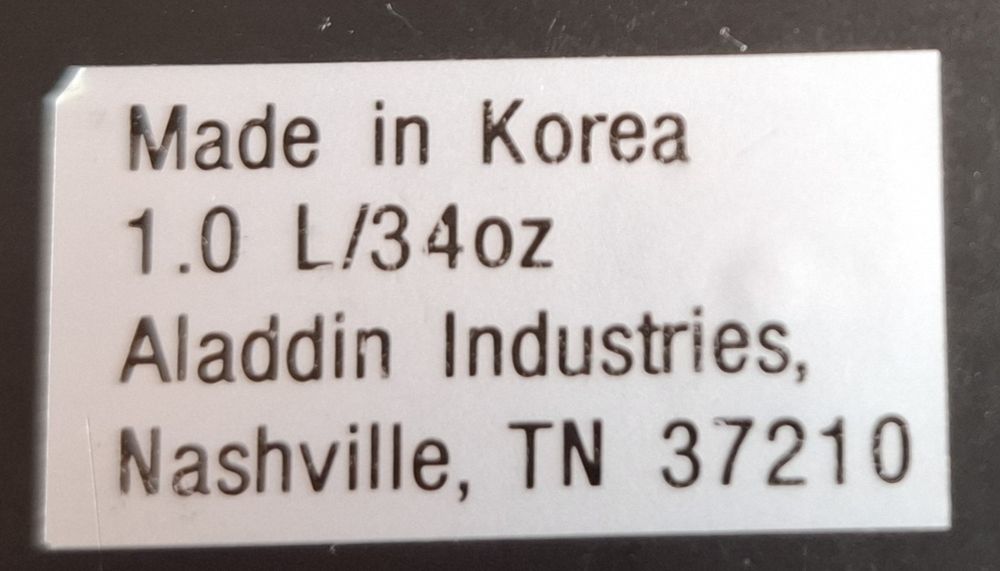 Made in Korea
1.0 L/34oz
Aladdin Industries,
Nashville, TN 37210